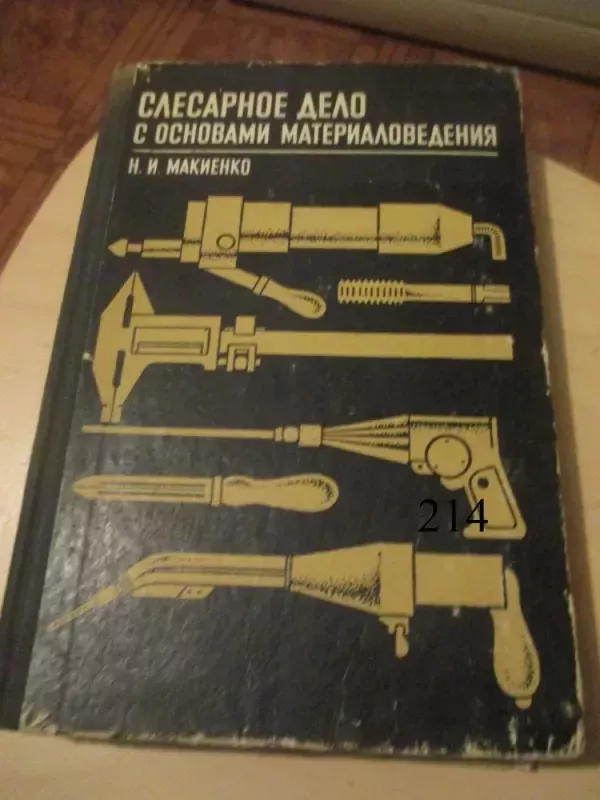 СЛЕСАРНОЕ ДЕЛО
С ОСНОВАМИ МАТЕРИАЛОВЕДЕНИЯ
Н. И. МАКИЕНКО
214